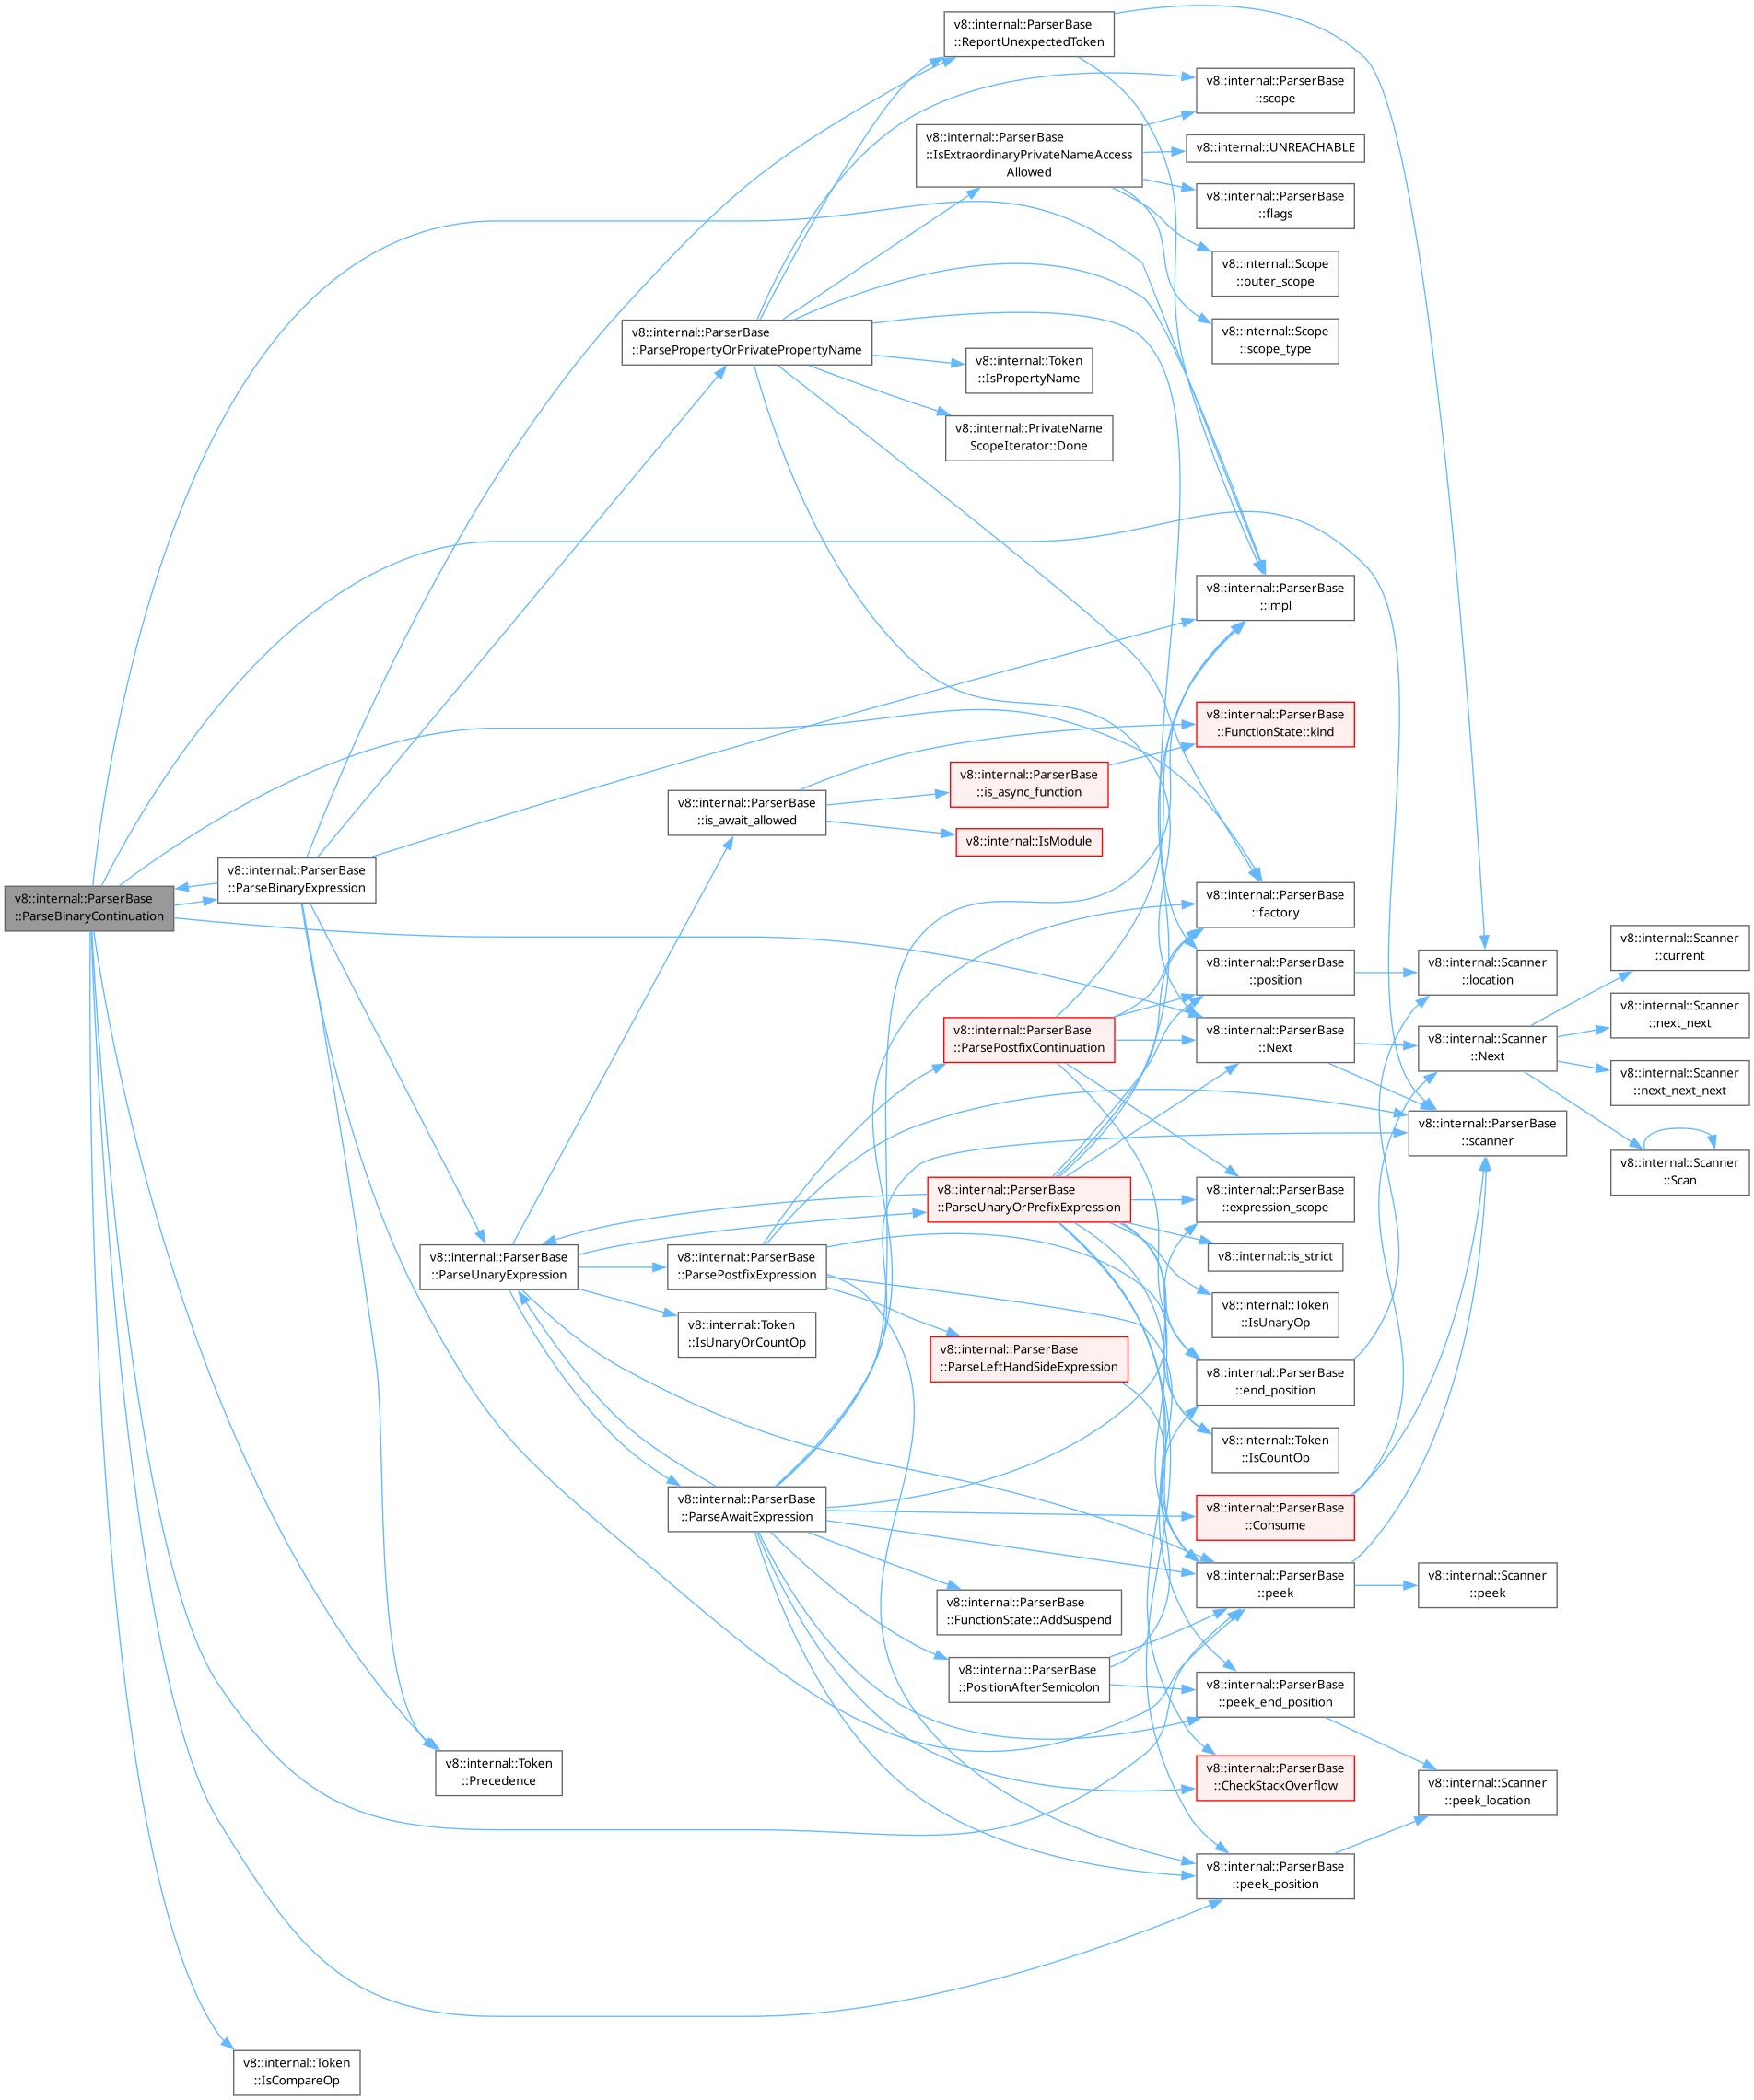 v8::internal::ParserBase
::ReportUnexpectedToken
v8::internal::ParserBase
::scope
v8::internal::ParserBase
::IsExtraordinaryPrivateNameAccess
Allowed
v8::internal::UNREACHABLE
v8::internal::ParserBase
::flags
v8::internal::Scope
::outer_scope
v8::internal::Scope
::scope_type
v8::internal::ParserBase
::ParsePropertyOrPrivatePropertyName
v8::internal::Token
::IsPropertyName
v8::internal::PrivateName
ScopeIterator::Done
v8::internal::ParserBase
::impl
v8::internal::ParserBase
::FunctionState::kind
v8::internal::ParserBase
::is_async_function
v8::internal::ParserBase
::is_await_allowed
v8::internal::IsModule
v8::internal::ParserBase
::ParseBinaryExpression
v8::internal::ParserBase
::ParseBinaryContinuation
v8::internal::ParserBase
::factory
v8::internal::ParserBase
::position
v8::internal::Scanner
::location
v8::internal::Scanner
::current
v8::internal::Scanner
::next_next
v8::internal::ParserBase
::ParsePostfixContinuation
v8::internal::ParserBase
::Next
v8::internal::Scanner
::Next
v8::internal::Scanner
::next_next_next
v8::internal::ParserBase
::scanner
v8::internal::Scanner
::Scan
v8::internal::ParserBase
::ParseUnaryOrPrefixExpression
v8::internal::ParserBase
::expression_scope
v8::internal::ParserBase
::ParseUnaryExpression
v8::internal::ParserBase
::ParsePostfixExpression
v8::internal::is_strict
v8::internal::Token
::IsUnaryOp
v8::internal::Token
::IsUnaryOrCountOp
v8::internal::ParserBase
::ParseLeftHandSideExpression
v8::internal::ParserBase
::end_position
v8::internal::Token
::IsCountOp
v8::internal::ParserBase
::ParseAwaitExpression
v8::internal::ParserBase
::Consume
v8::internal::ParserBase
::peek
v8::internal::Scanner
::peek
v8::internal::ParserBase
::FunctionState::AddSuspend
v8::internal::ParserBase
::PositionAfterSemicolon
v8::internal::ParserBase
::peek_end_position
v8::internal::Token
::Precedence
v8::internal::ParserBase
::CheckStackOverflow
v8::internal::Scanner
::peek_location
v8::internal::ParserBase
::peek_position
v8::internal::Token
::IsCompareOp